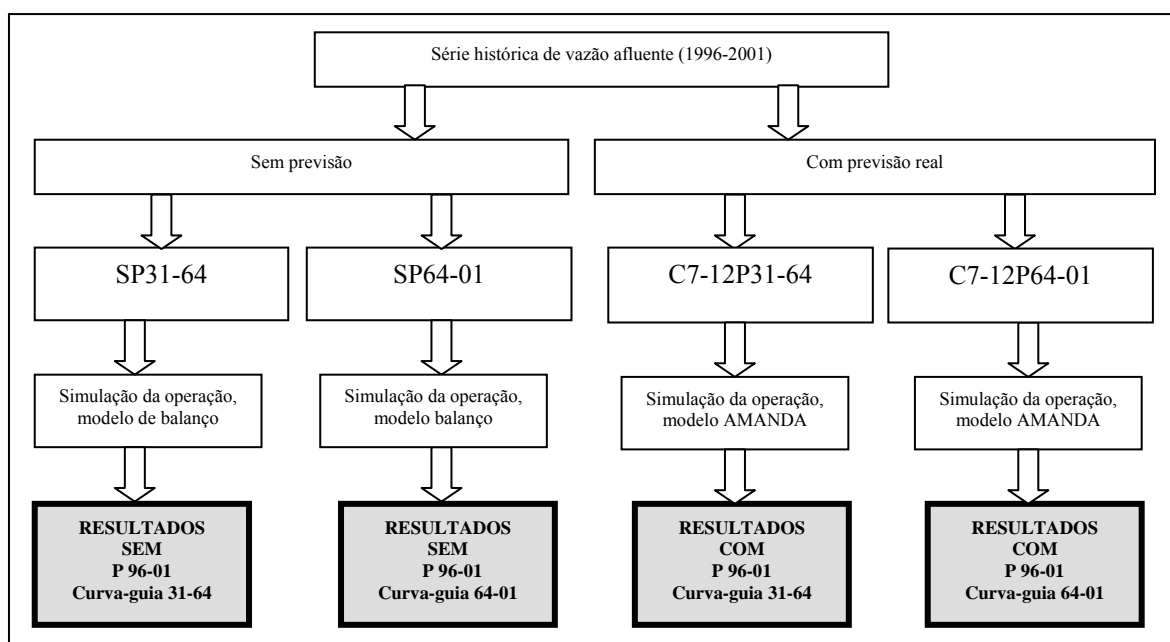 Série histórica de vazão afluente (1996-2001)
Sem previsão
Com previsão real
SP31-64
SP64-01
C7-12P31-64
C7-12P64-01
Simulação da operação,
modelo de balanço
Simulação da operação,
modelo balanço
Simulação da operação,
modelo AMANDA
Simulação da operação,
modelo AMANDA
RESULTADOS
SEM
P 96-01
Curva-guia 31-64
RESULTADOS
SEM
P 96-01
Curva-guia 64-01
RESULTADOS
COM
P 96-01
Curva-guia 31-64
RESULTADOS
COM
P 96-01
Curva-guia 64-01